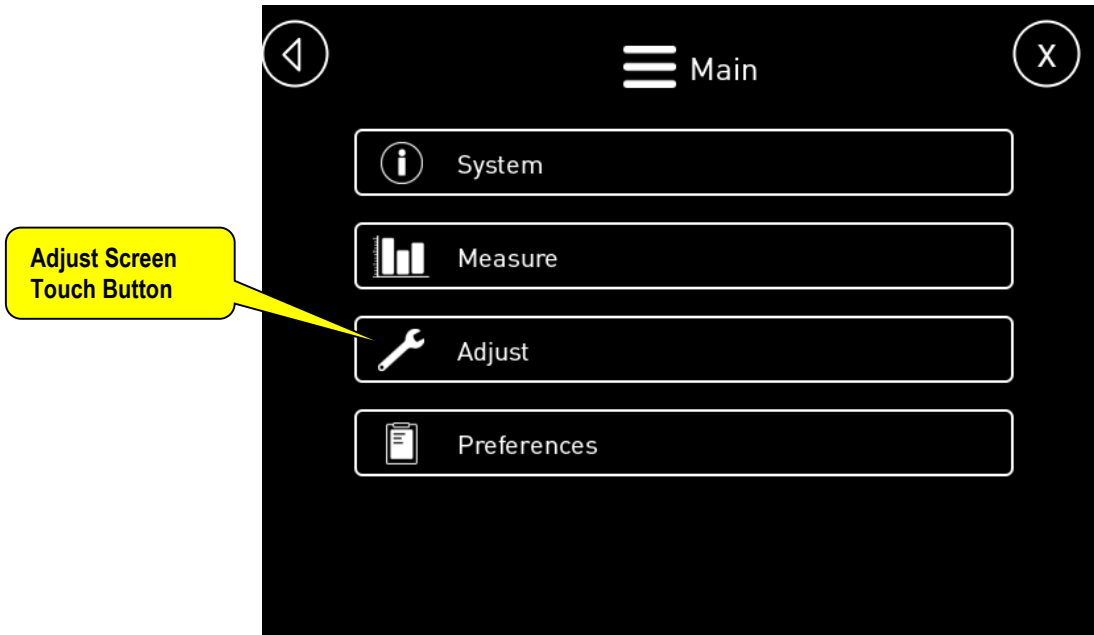 Main
X
System
Measure
Adjust Screen
Touch Button
Adjust
Preferences